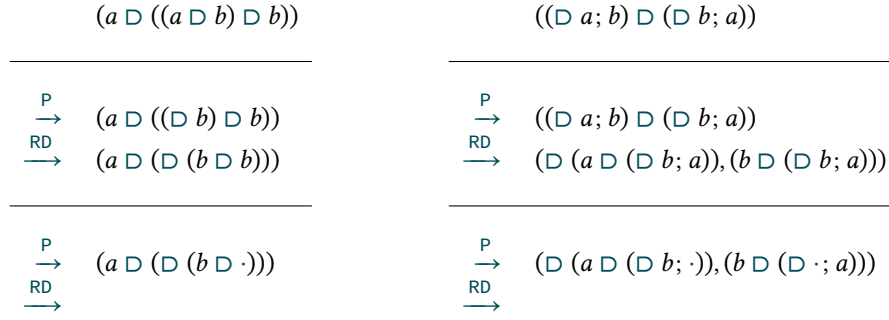 (a ⊃ ((a ⊃ b) ⊃ b))
P → (a ⊃ ((⊃ b) ⊃ b))
RD → (a ⊃ (⊃ (b ⊃ b)))
P → (a ⊃ (⊃ (b ⊃ ·)))
RD →
((⊃ a; b) ⊃ (⊃ b; a))
P → ((⊃ a; b) ⊃ (⊃ b; a))
RD → (⊃ (a ⊃ (⊃ b; a)), (b ⊃ (⊃ b; a)))
P → (⊃ (a ⊃ (⊃ b; ·)), (b ⊃ (⊃ ·; a)))
RD →